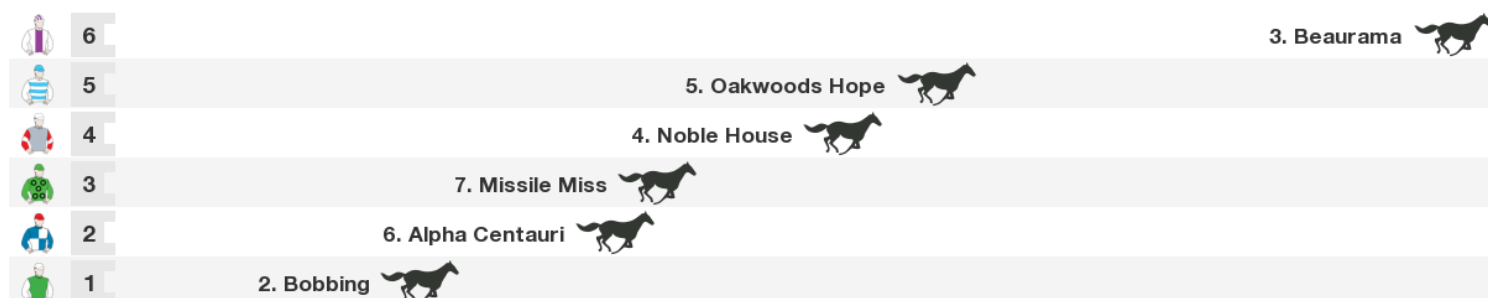 6 3. Beaurama
5 5. Oakwoods Hope
4 4. Noble House
3 7. Missile Miss
2 6. Alpha Centauri
1 2. Bobbing